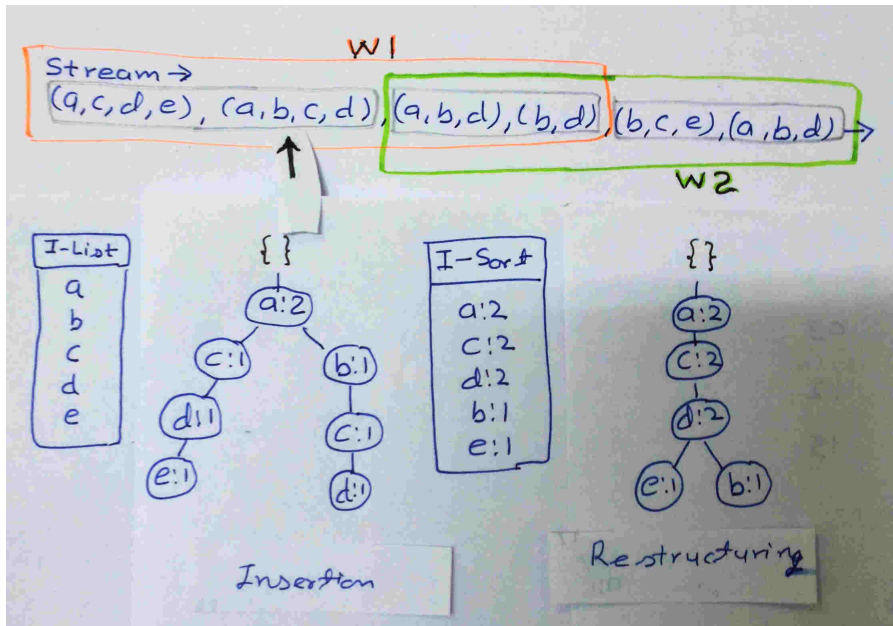 W1
Stream →
(a,c,d,e), (a,b,c,d), (a,b,d),(b,d), (b,c,e),(a,b,d) →
W2
I-List
a
b
c
d
e
{ }
a:2
c:1 b:1
d:1 c:1
e:1 d:1
Insertion
I-Sort
a:2
c:2
d:2
b:1
e:1
{ }
a:2
c:2
d:2
e:1 b:1
Restructuring